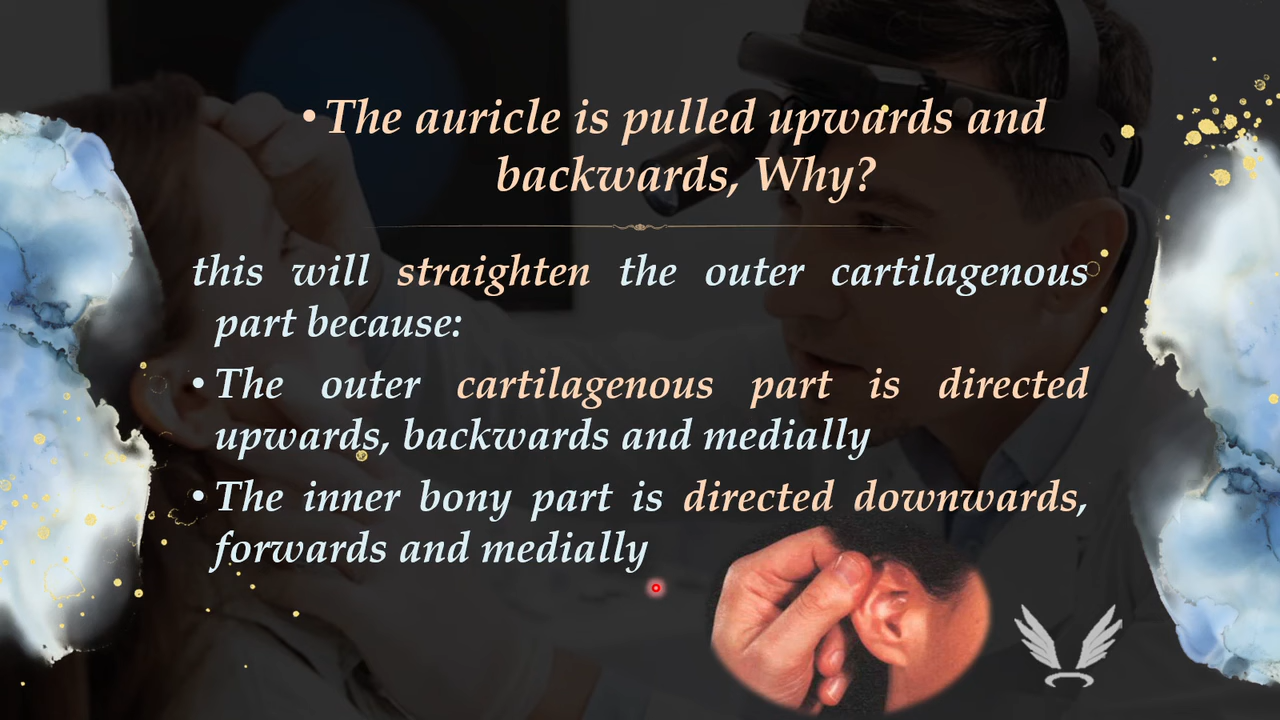 •The auricle is pulled upwards and
backwards, Why?
this will straighten the outer cartilagenous
part because:
• The outer cartilagenous part is directed
upwards, backwards and medially
• The inner bony part is directed downwards,
forwards and medially